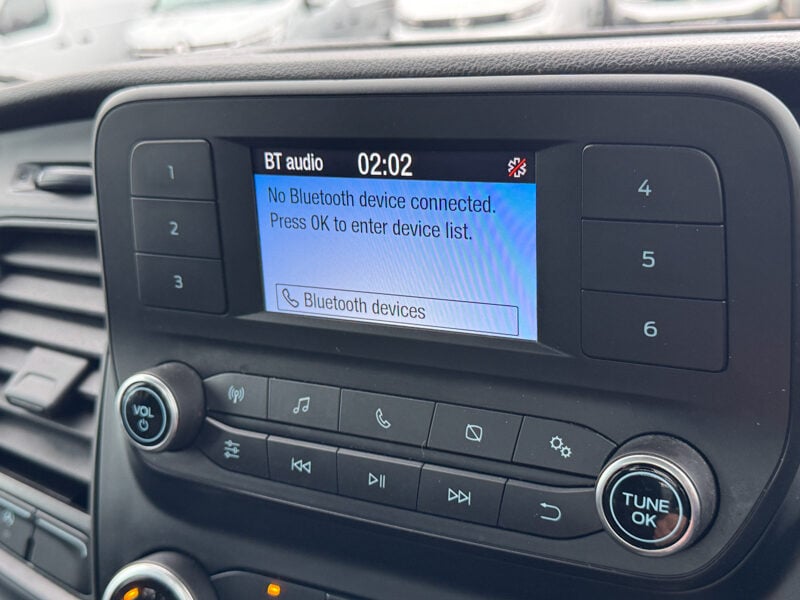 BT audio 02:02
No Bluetooth device connected.
Press OK to enter device list.
Bluetooth devices
1
2
3
4
5
6
VOL
TUNE
OK